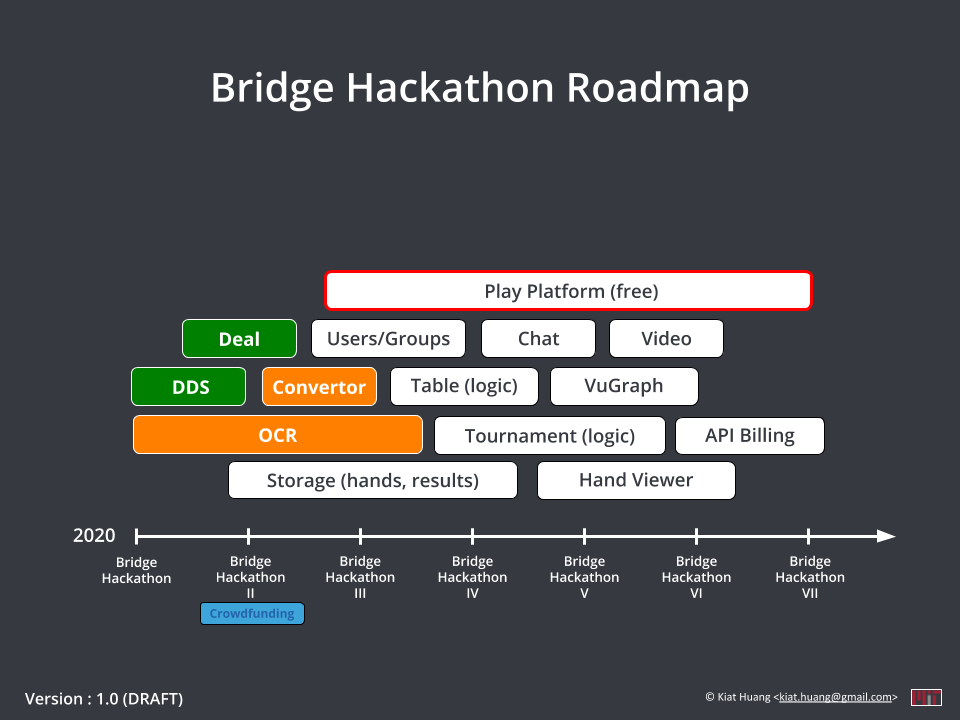 Bridge Hackathon Roadmap
Play Platform (free)
Deal
Users/Groups
Chat
Video
DDS
Convertor
Table (logic)
VuGraph
OCR
Tournament (logic)
API Billing
Storage (hands, results)
Hand Viewer
2020
Bridge
Hackathon
Bridge
Hackathon
II
Bridge
Hackathon
III
Bridge
Hackathon
IV
Bridge
Hackathon
V
Bridge
Hackathon
VI
Bridge
Hackathon
VII
Crowdfunding
Version : 1.0 (DRAFT)
© Kiat Huang <kiat.huang@gmail.com>